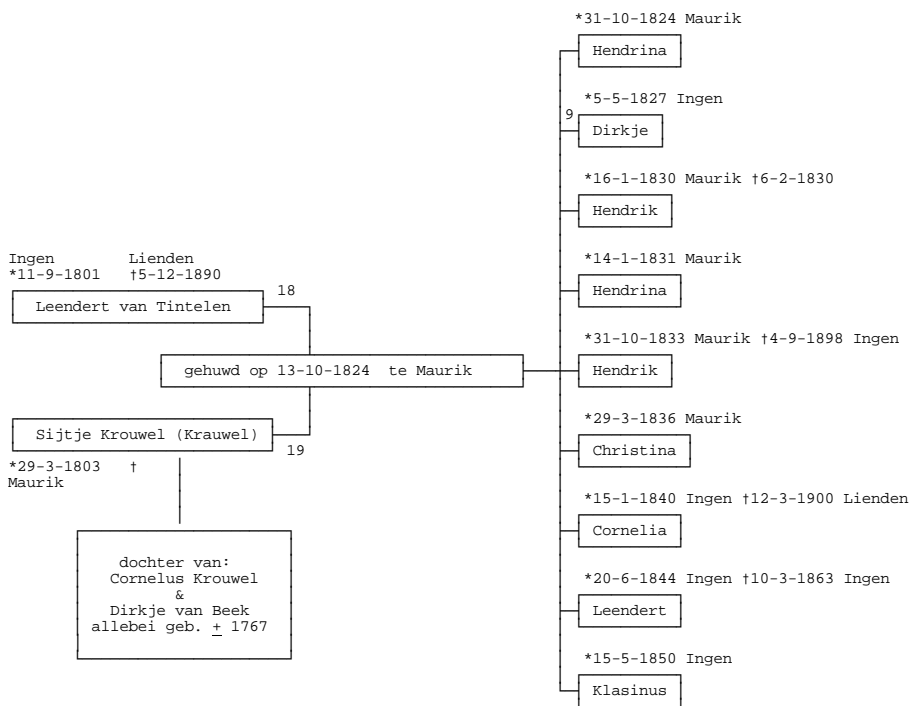 *31-10-1824 Maurik
Hendrina
*5-5-1827 Ingen
9
Dirkje
*16-1-1830 Maurik †6-2-1830
Hendrik
Ingen Lienden
*11-9-1801 †5-12-1890
*14-1-1831 Maurik
18
Leendert van Tintelen
Hendrina
*31-10-1833 Maurik †4-9-1898 Ingen
gehuwd op 13-10-1824 te Maurik
Hendrik
*29-3-1836 Maurik
Sijtje Krouwel (Krauwel)
19
Christina
*29-3-1803 †
Maurik
*15-1-1840 Ingen †12-3-1900 Lienden
Cornelia
dochter van:
Cornelus Krouwel
&
Dirkje van Beek
allebei geb. ± 1767
*20-6-1844 Ingen †10-3-1863 Ingen
Leendert
*15-5-1850 Ingen
Klasinus